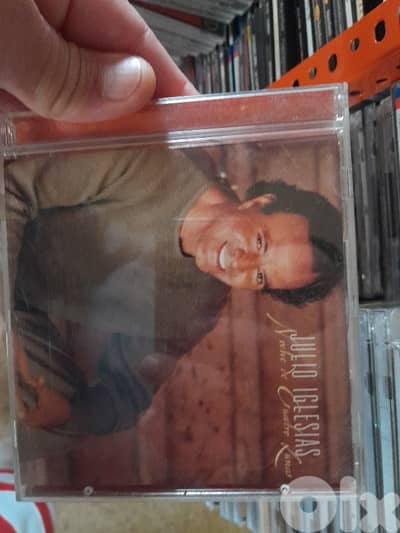 JULIO IGLESIAS
Noche de Cuatro Lunas
olx